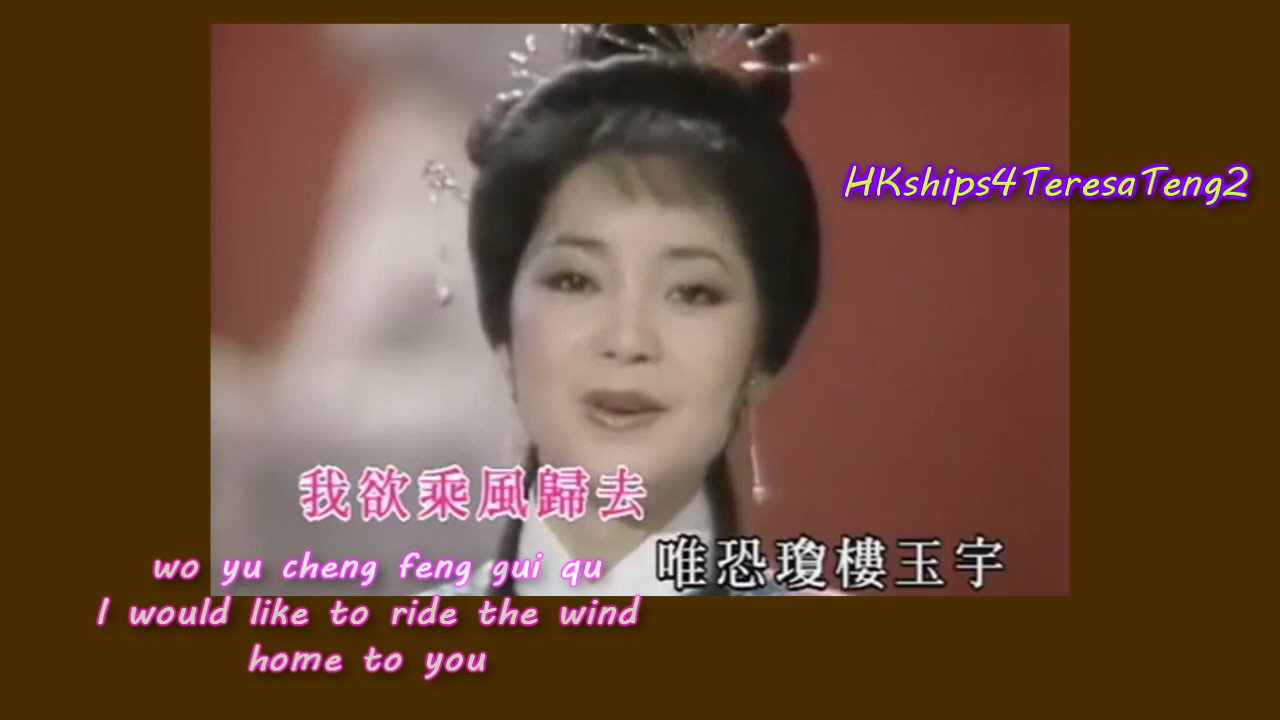 HKships4TeresaTeng2
我欲乘風歸去
唯恐瓊樓玉宇
wo yu cheng feng gui qu
I would like to ride the wind
home to you